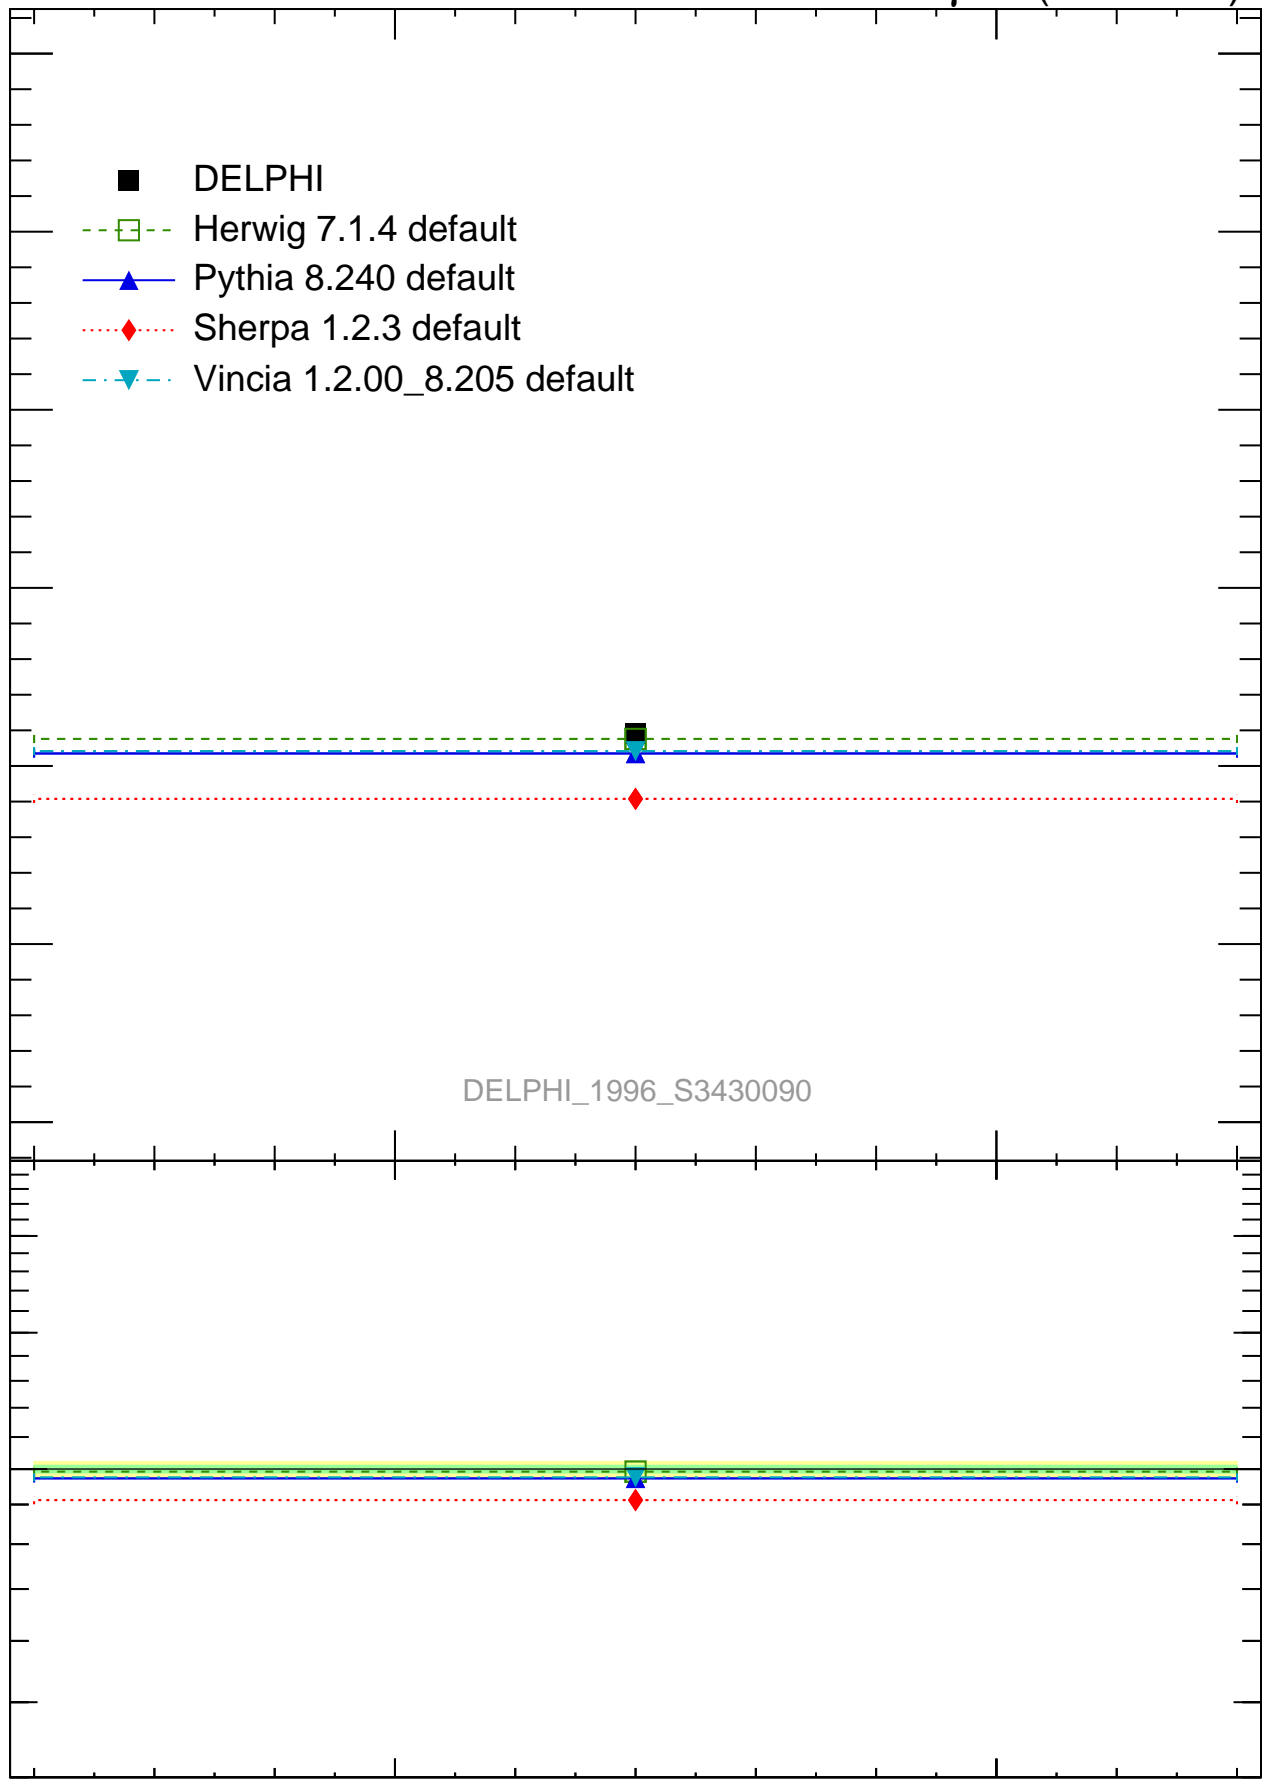 DELPHI
Herwig 7.1.4 default
Pythia 8.240 default
Sherpa 1.2.3 default
Vincia 1.2.00_8.205 default
DELPHI_1996_S3430090